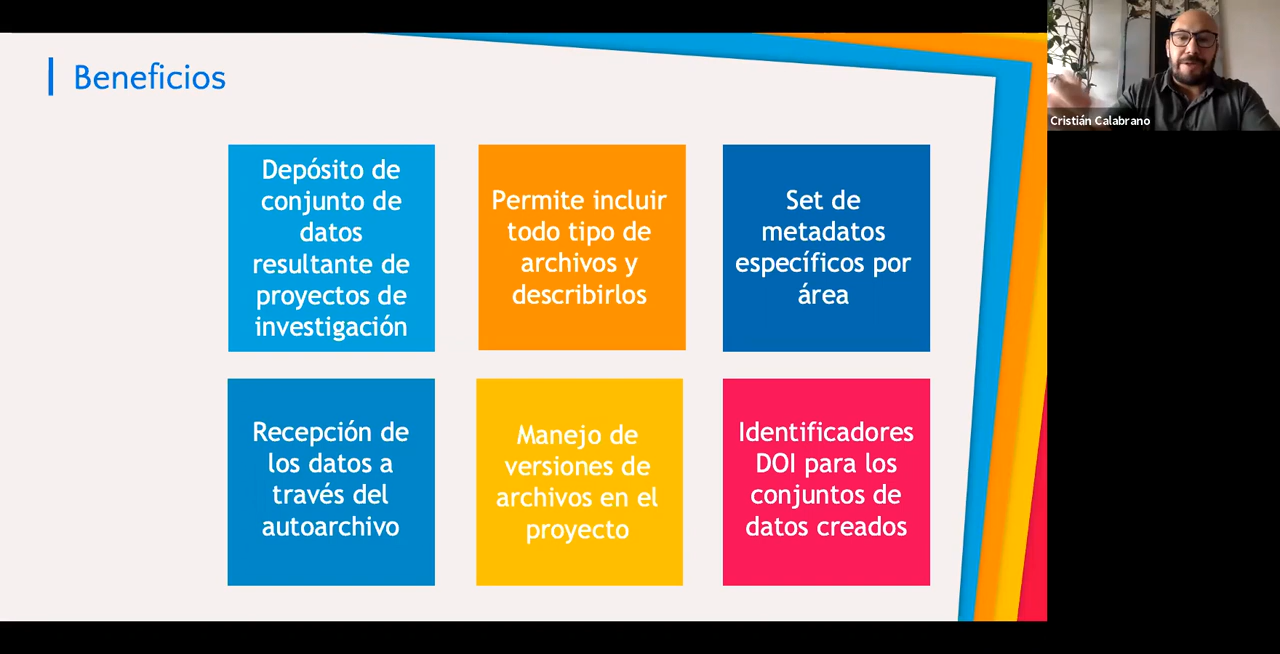 Beneficios
Depósito de
conjunto de
datos
resultante de
proyectos de
investigación
Permite incluir
todo tipo de
archivos y
describirlos
Set de
metadatos
específicos por
área
Recepción de
los datos a
través del
autoarchivo
Manejo de
versiones de
archivos en el
proyecto
Identificadores
DOI para los
conjuntos de
datos creados
Cristián Calabrano